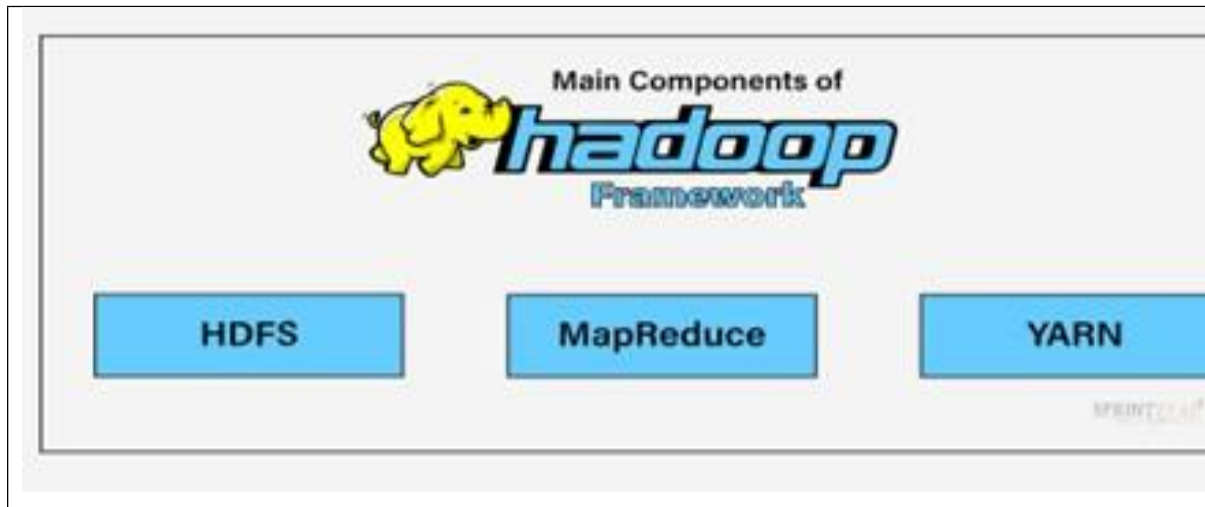 Main Components of
hadoop
Framework
HDFS
MapReduce
YARN